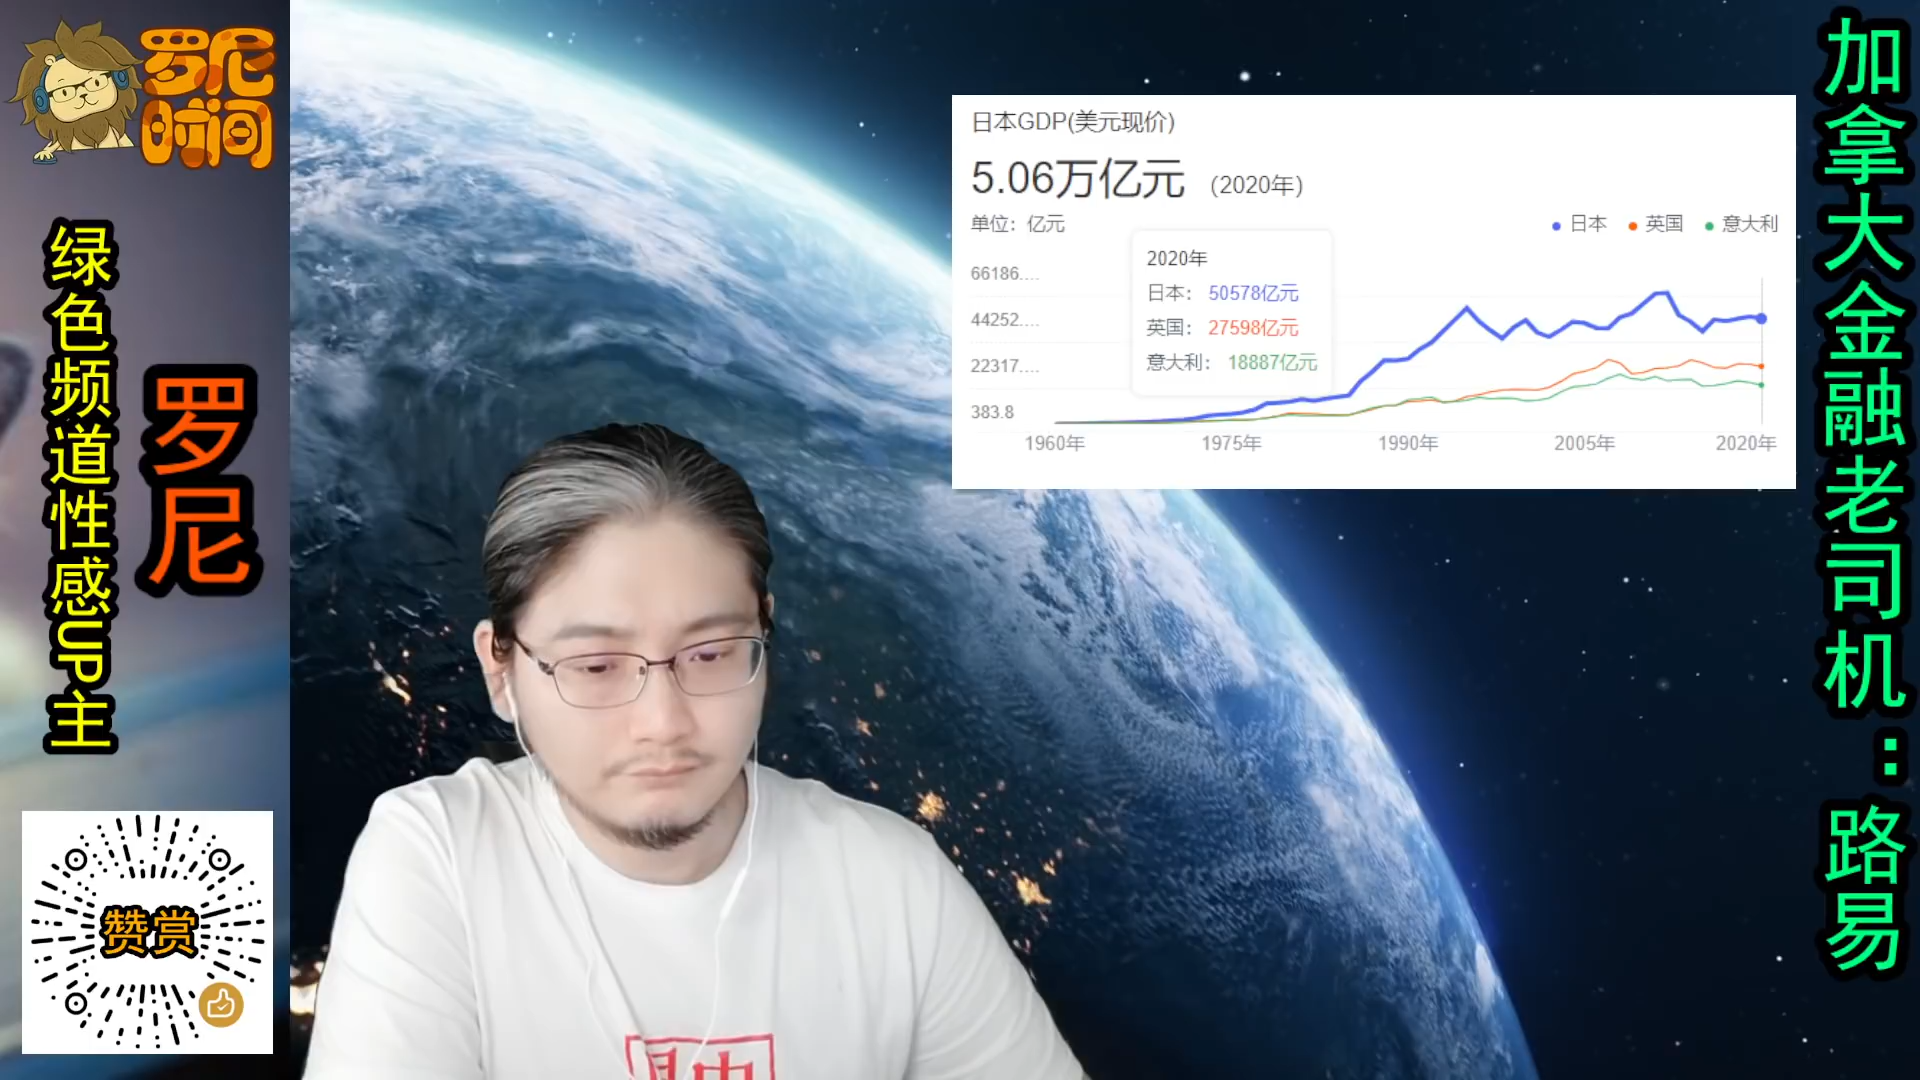 罗尼
时间
绿色频道性感UP主
罗尼
赞赏
日本GDP(美元现价)
5.06万亿元 (2020年)
单位：亿元
日本 英国 意大利
2020年
日本： 50578亿元
英国： 27598亿元
意大利： 18887亿元
66186....
44252....
22317....
383.8
1960年 1975年 1990年 2005年 2020年
加拿大金融老司机：路易